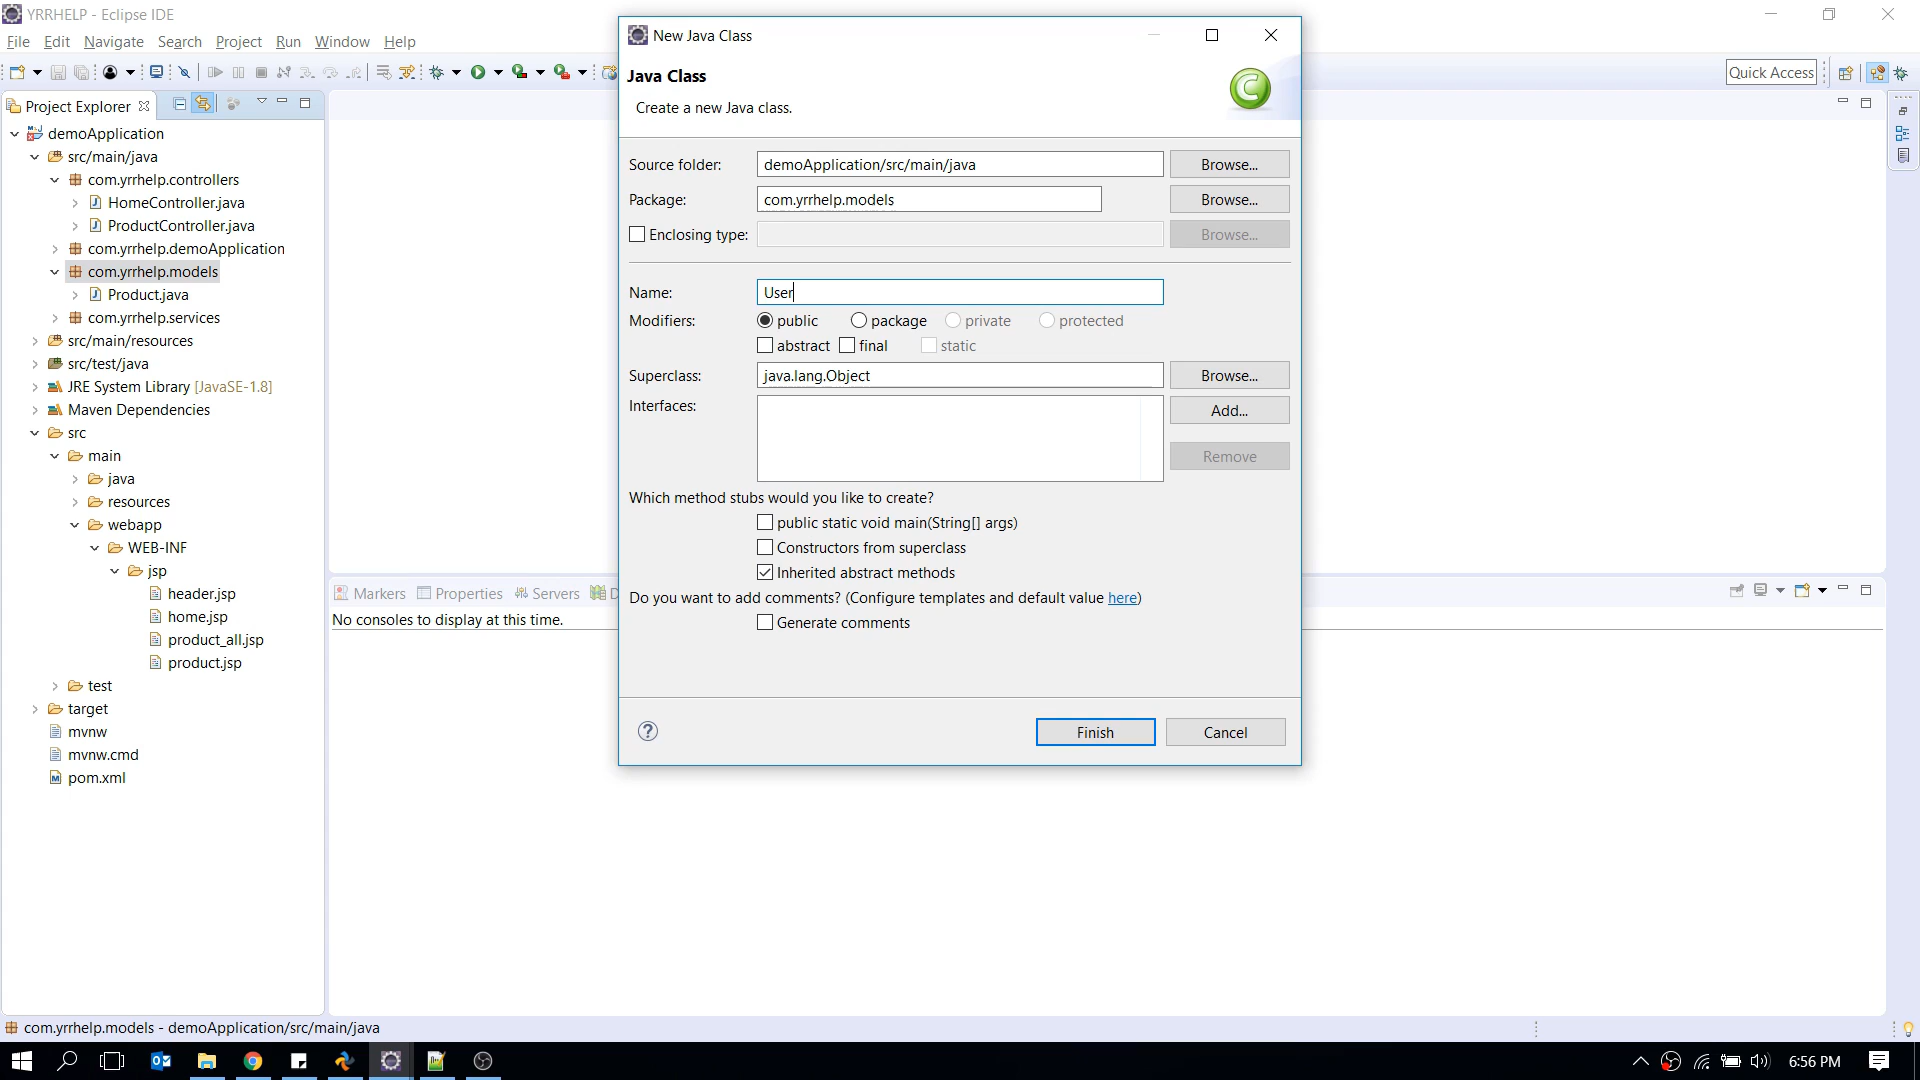 YRRHELP - Eclipse IDE
File Edit Navigate Search Project Run Window Help
Quick Access
Project Explorer
demoApplication
src/main/java
com.yrrhelp.controllers
HomeController.java
ProductController.java
com.yrrhelp.demoApplication
com.yrrhelp.models
Product.java
com.yrrhelp.services
src/main/resources
src/test/java
JRE System Library [JavaSE-1.8]
Maven Dependencies
src
main
java
resources
webapp
WEB-INF
jsp
header.jsp
home.jsp
product_all.jsp
product.jsp
test
target
mvnw
mvnw.cmd
pom.xml
New Java Class
Java Class
Create a new Java class.
Source folder: demoApplication/src/main/java Browse...
Package: com.yrrhelp.models Browse...
Enclosing type: Browse...
Name: User
Modifiers: public package private protected
abstract final static
Superclass: java.lang.Object Browse...
Interfaces: Add...
Remove
Which method stubs would you like to create?
public static void main(String[] args)
Constructors from superclass
Inherited abstract methods
Do you want to add comments? (Configure templates and default value here)
Generate comments
Finish Cancel
Markers Properties Servers D
No consoles to display at this time.
com.yrrhelp.models - demoApplication/src/main/java
6:56 PM